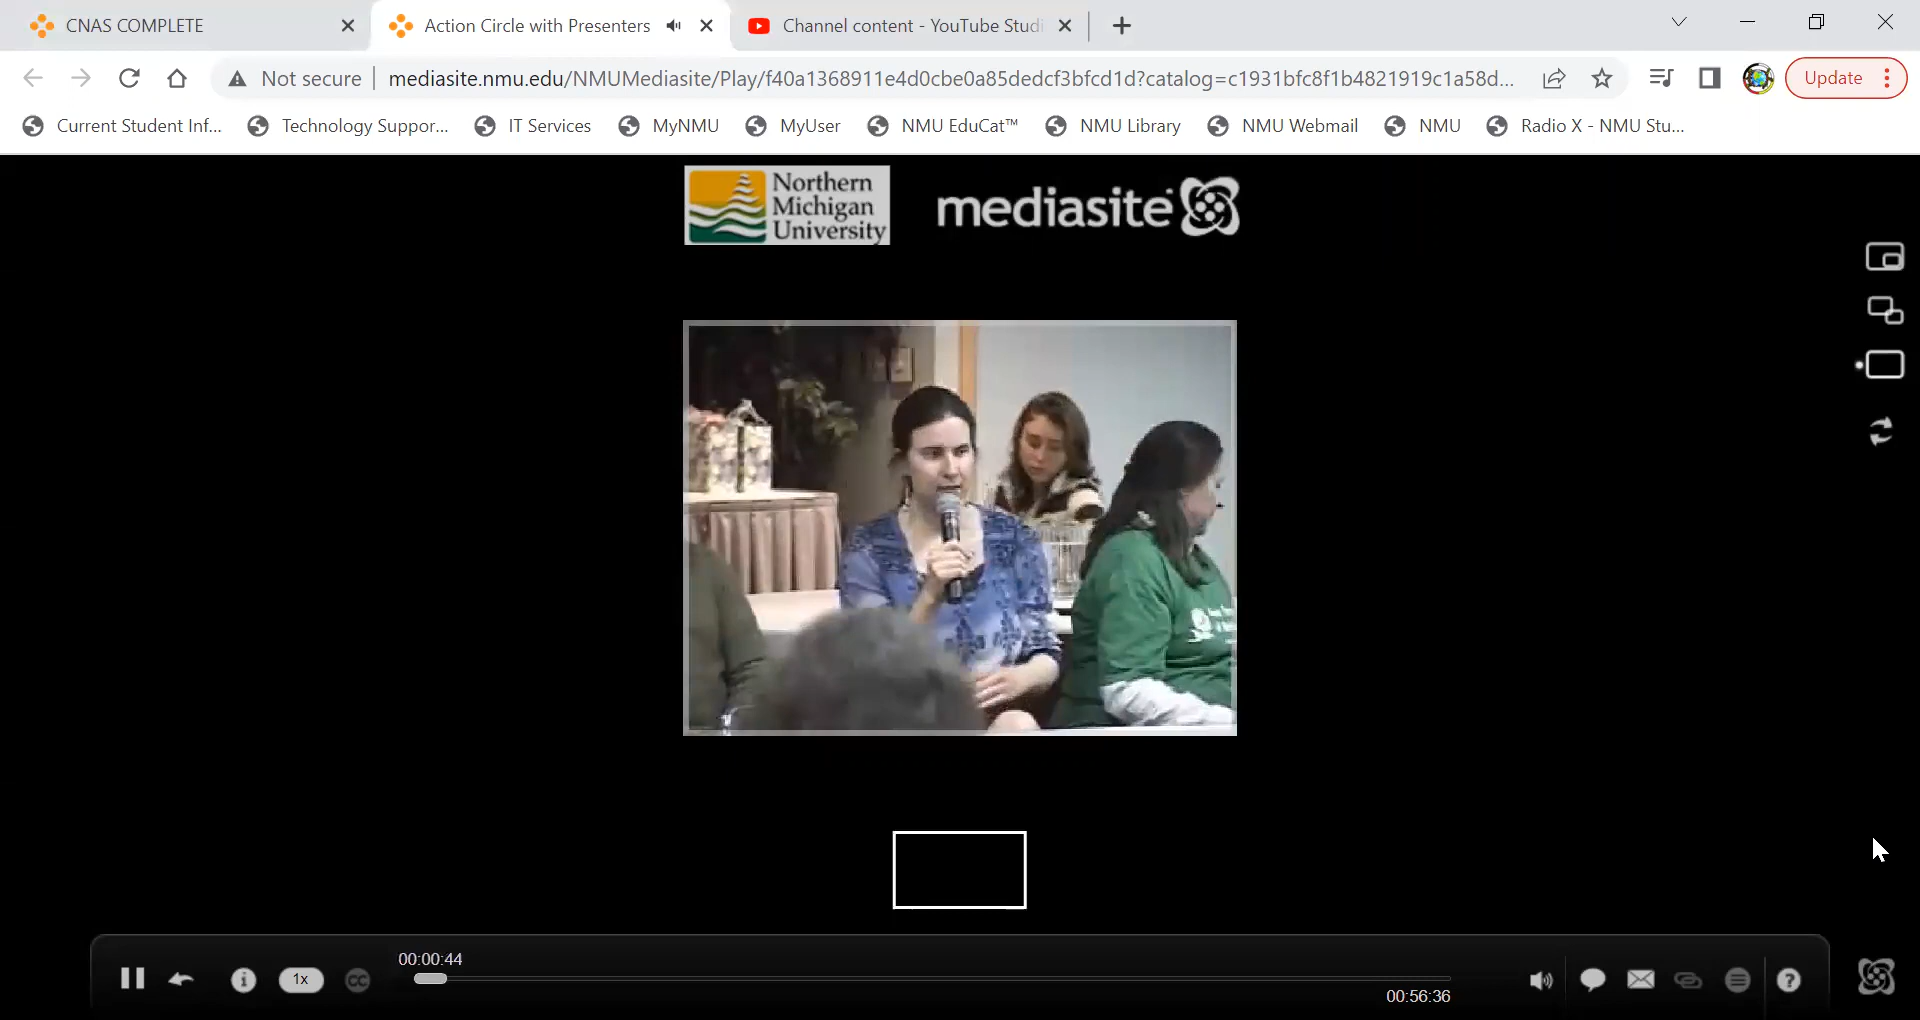 CNAS COMPLETE
Action Circle with Presenters
Channel content - YouTube Studi
Not secure
mediasite.nmu.edu/NMUMediasite/Play/f40a1368911e4d0cbe0a85dedcf3bfcd1d?catalog=c1931bfc8f1b4821919c1a58d...
Update
Current Student Inf...
Technology Suppor...
IT Services
MyNMU
MyUser
NMU EduCat™
NMU Library
NMU Webmail
NMU
Radio X - NMU Stu...
Northern
Michigan
University
mediasite
00:00:44
1x
CC
00:56:36